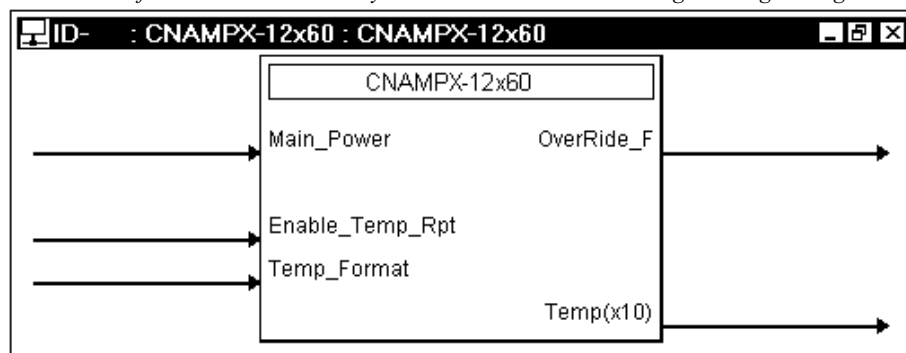 ID- : CNAMPX-12x60 : CNAMPX-12x60
CNAMPX-12x60
Main_Power OverRide_F
Enable_Temp_Rpt
Temp_Format
Temp(x10)